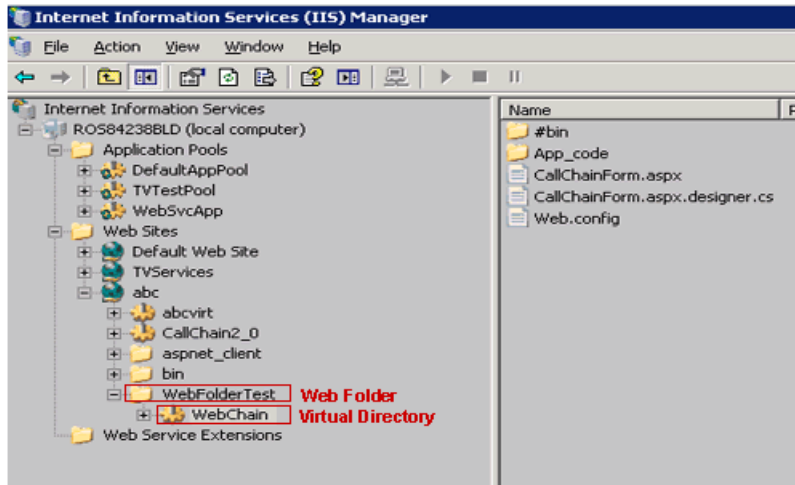 Internet Information Services (IIS) Manager
File Action View Window Help
Internet Information Services
ROS84238BLD (local computer)
Application Pools
DefaultAppPool
TVTestPool
WebSvcApp
Web Sites
Default Web Site
TVServices
abc
abcvirt
CallChain2_0
aspnet_client
bin
WebFolderTest Web Folder
WebChain Virtual Directory
Web Service Extensions
Name
#bin
App_code
CallChainForm.aspx
CallChainForm.aspx.designer.cs
Web.config